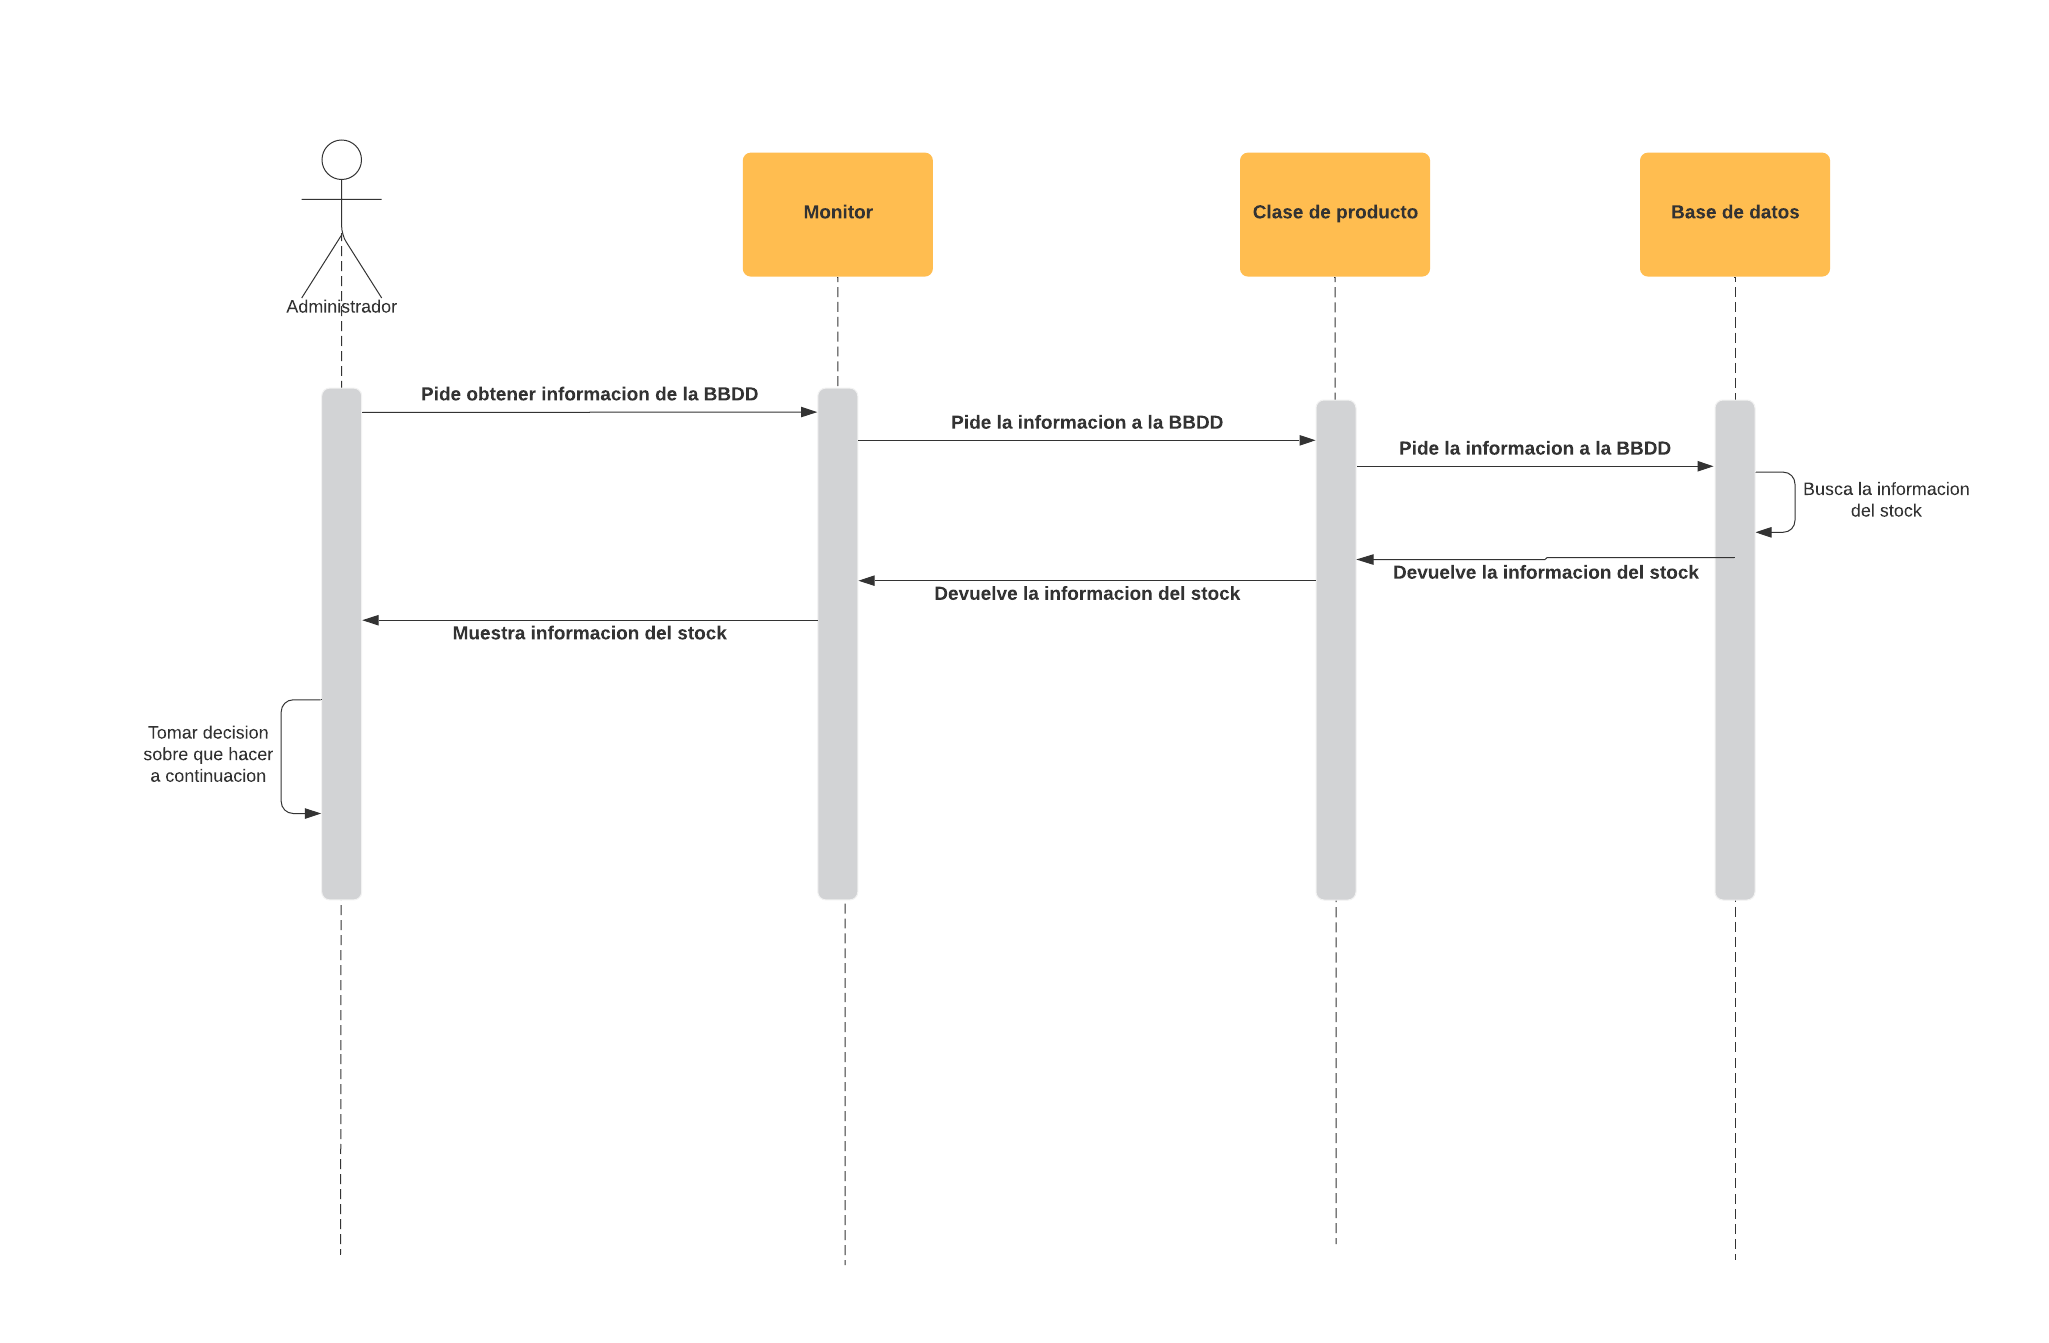 Monitor
Clase de producto
Base de datos
Administrador
Pide obtener informacion de la BBDD
Pide la informacion a la BBDD
Pide la informacion a la BBDD
Busca la informacion
del stock
Devuelve la informacion del stock
Devuelve la informacion del stock
Muestra informacion del stock
Tomar decision
sobre que hacer
a continuacion